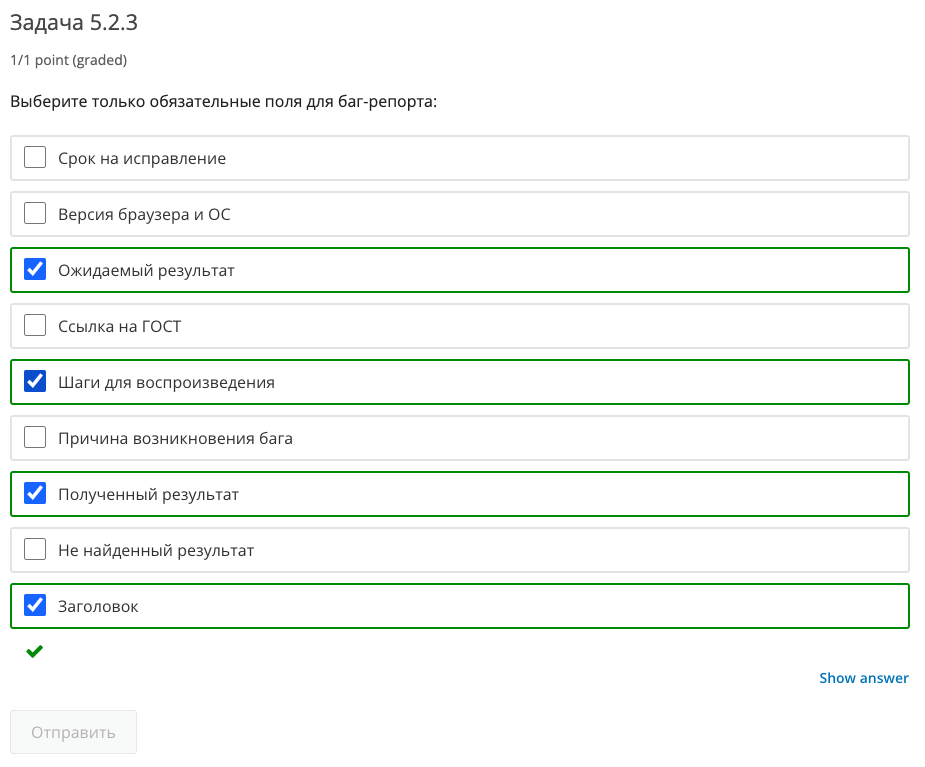 Задача 5.2.3
1/1 point (graded)
Выберите только обязательные поля для баг-репорта:
Срок на исправление
Версия браузера и ОС
Ожидаемый результат
Ссылка на ГОСТ
Шаги для воспроизведения
Причина возникновения бага
Полученный результат
Не найденный результат
Заголовок
Show answer
Отправить